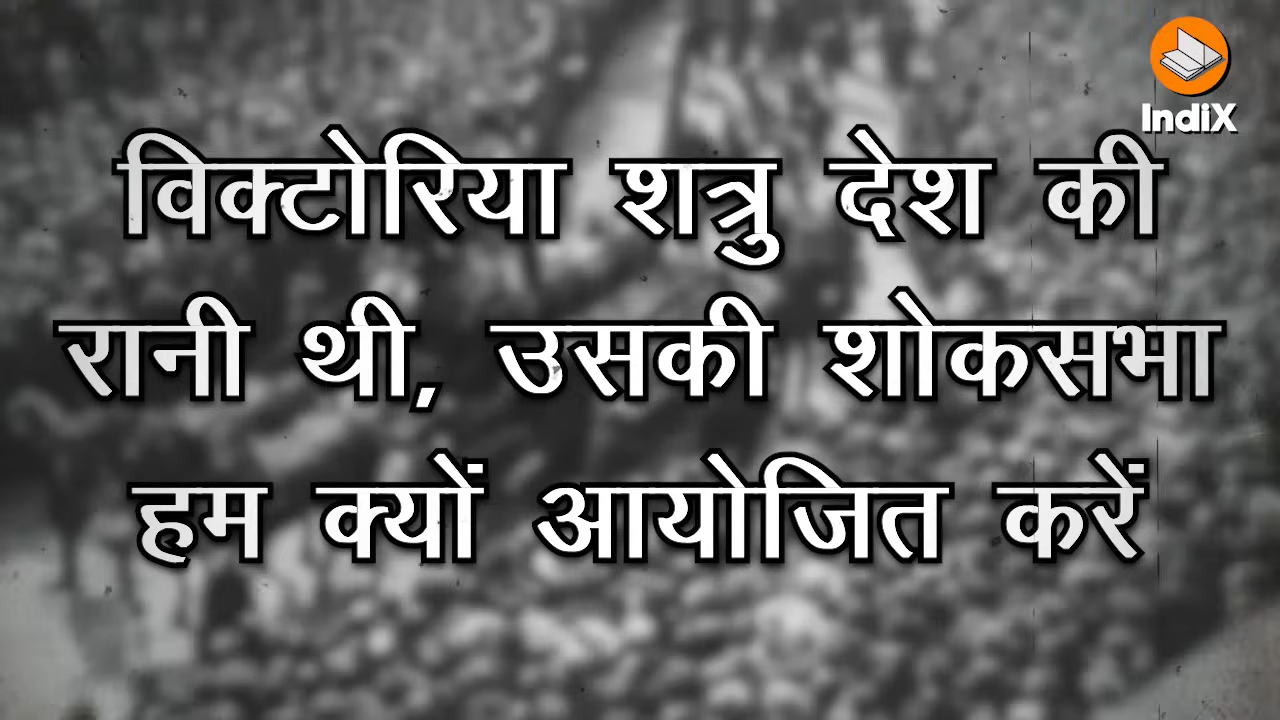 IndiX
विक्टोरिया शत्रु देश की
रानी थी, उसकी शोकसभा
हम क्यों आयोजित करें